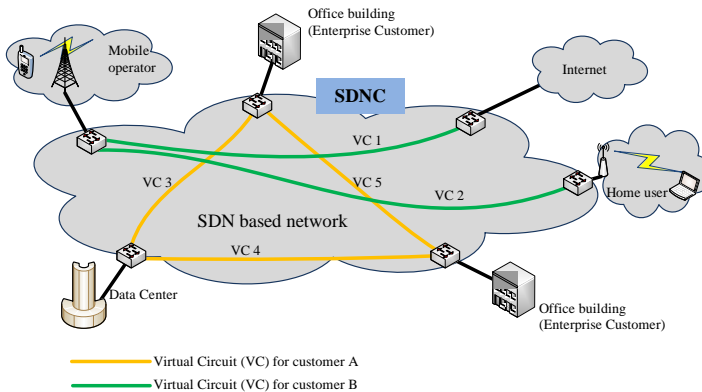 Office building
(Enterprise Customer)
Mobile
operator
SDNC
Internet
VC 1
VC 3
VC 5
VC 2
Home user
SDN based network
VC 4
Data Center
Office building
(Enterprise Customer)
Virtual Circuit (VC) for customer A
Virtual Circuit (VC) for customer B